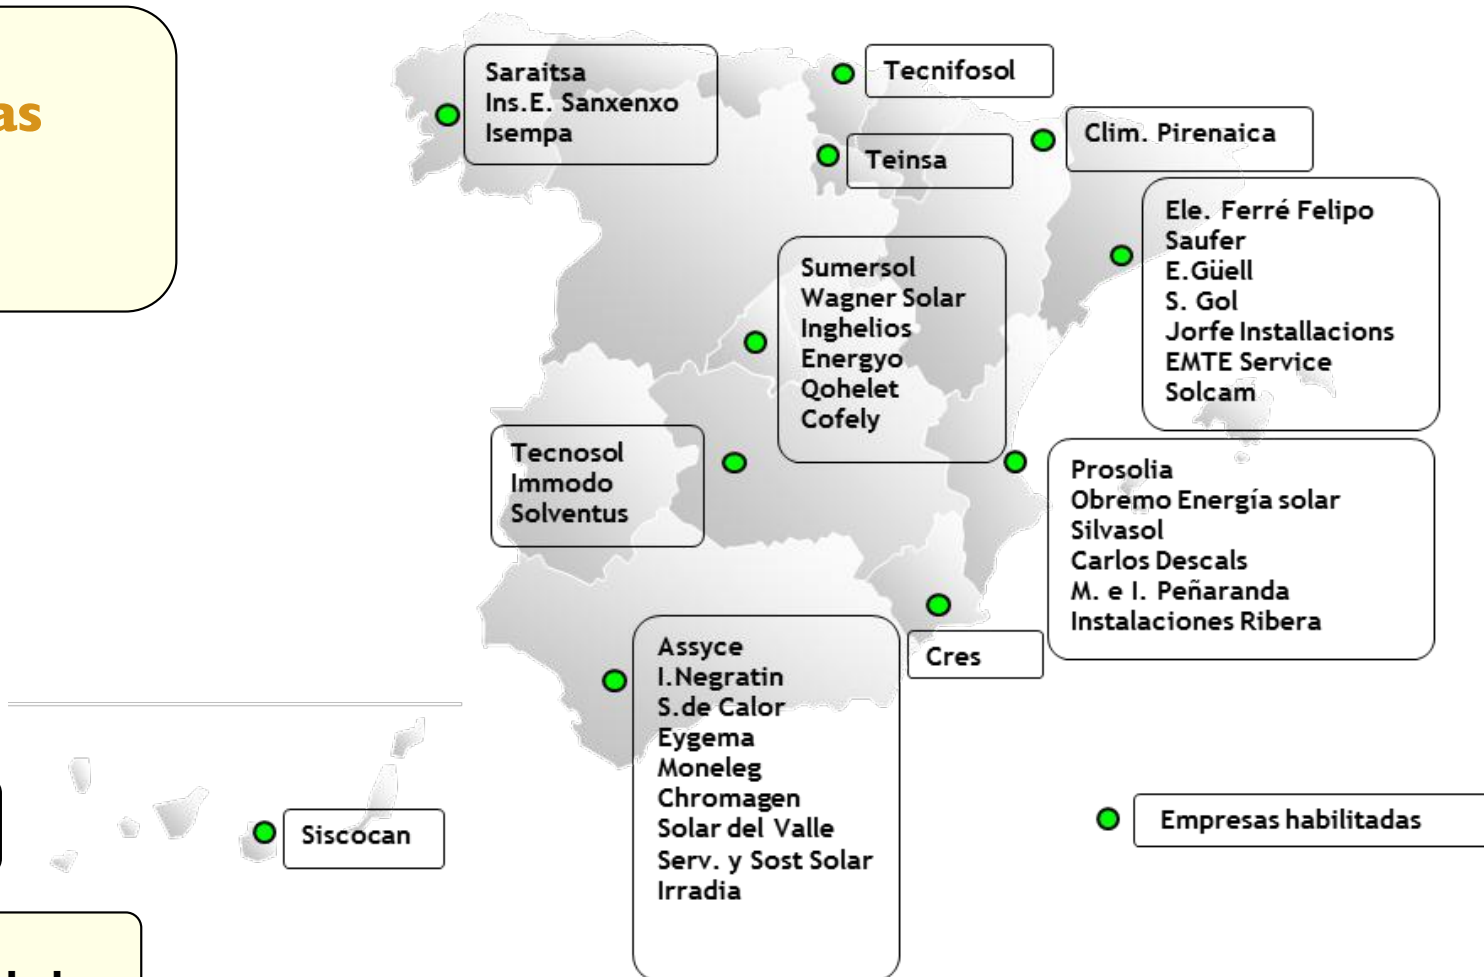 as
Saraitsa
Ins.E. Sanxenxo
Isempa
Tecnifosol
Teinsa
Clim. Pirenaica
Ele. Ferré Felipo
Saufer
E.Güell
S. Gol
Jorfe Installacions
EMTE Service
Solcam
Sumersol
Wagner Solar
Inghelios
Energyo
Qohelet
Cofely
Tecnosol
Immodo
Solventus
Prosolia
Obremo Energía solar
Silvasol
Carlos Descals
M. e I. Peñaranda
Instalaciones Ribera
Cres
Assyce
I.Negratin
S.de Calor
Eygema
Moneleg
Chromagen
Solar del Valle
Serv. y Sost Solar
Irradia
Siscocan
Empresas habilitadas